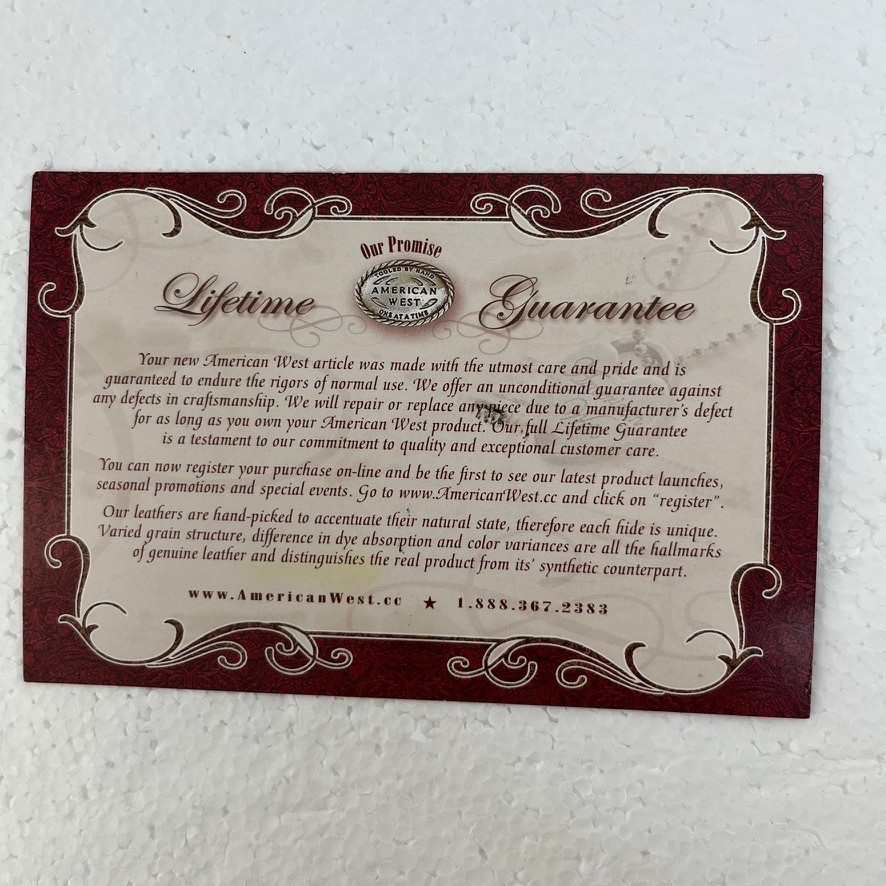 Our Promise
Lifetime Guarantee
TOOLED BY HAND
AMERICAN
WEST
ONE AT A TIME
Your new American West article was made with the utmost care and pride and is
guaranteed to endure the rigors of normal use. We offer an unconditional guarantee against
any defects in craftsmanship. We will repair or replace any piece due to a manufacturer's defect
for as long as you own your American West product. Our full Lifetime Guarantee
is a testament to our commitment to quality and exceptional customer care.
You can now register your purchase on-line and be the first to see our latest product launches,
seasonal promotions and special events. Go to www.AmericanWest.cc and click on "register".
Our leathers are hand-picked to accentuate their natural state, therefore each hide is unique.
Varied grain structure, difference in dye absorption and color variances are all the hallmarks
of genuine leather and distinguishes the real product from its' synthetic counterpart.
www.AmericanWest.cc ★ 1.888.367.2383